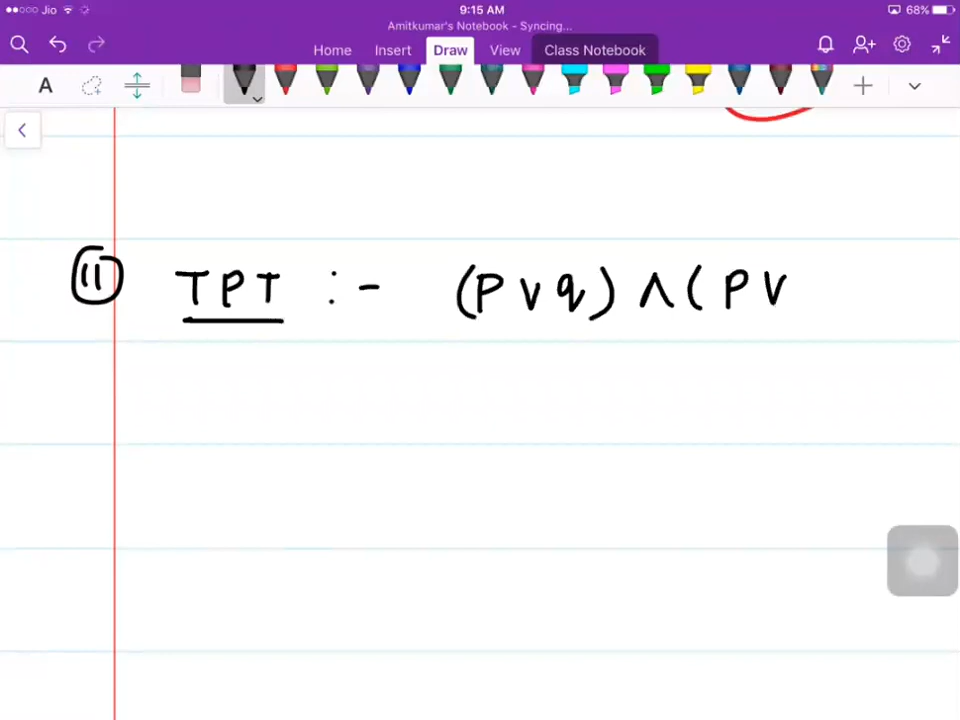 Jio 9:15 AM 68%
Amitkumar's Notebook - Syncing...
Home Insert Draw View Class Notebook
A
(11) TPT :- (P ∨ q) ∧ ( P ∨